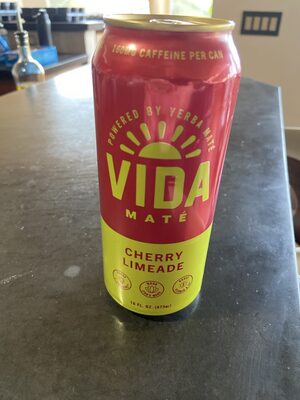 160MG CAFFEINE PER CAN
POWERED BY YERBA MATE
VIDA
MATÉ
CHERRY
LIMEADE
16 FL. OZ. (473ml)